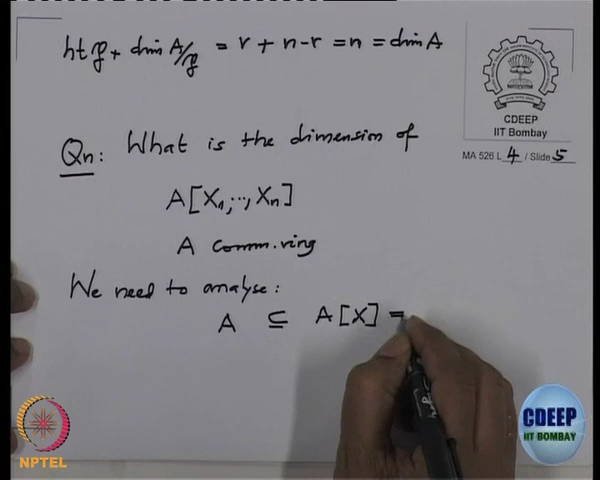 ht 𝔭 + dim A/𝔭 = r + n-r = n = dim A
CDEEP
IIT Bombay
MA 526 L 4 / Slide 5
Qn: What is the dimension of
A[X₁,..,Xₙ]
A comm. ring
We need to analyse:
A ⊆ A[X] =
NPTEL
CDEEP
IIT BOMBAY